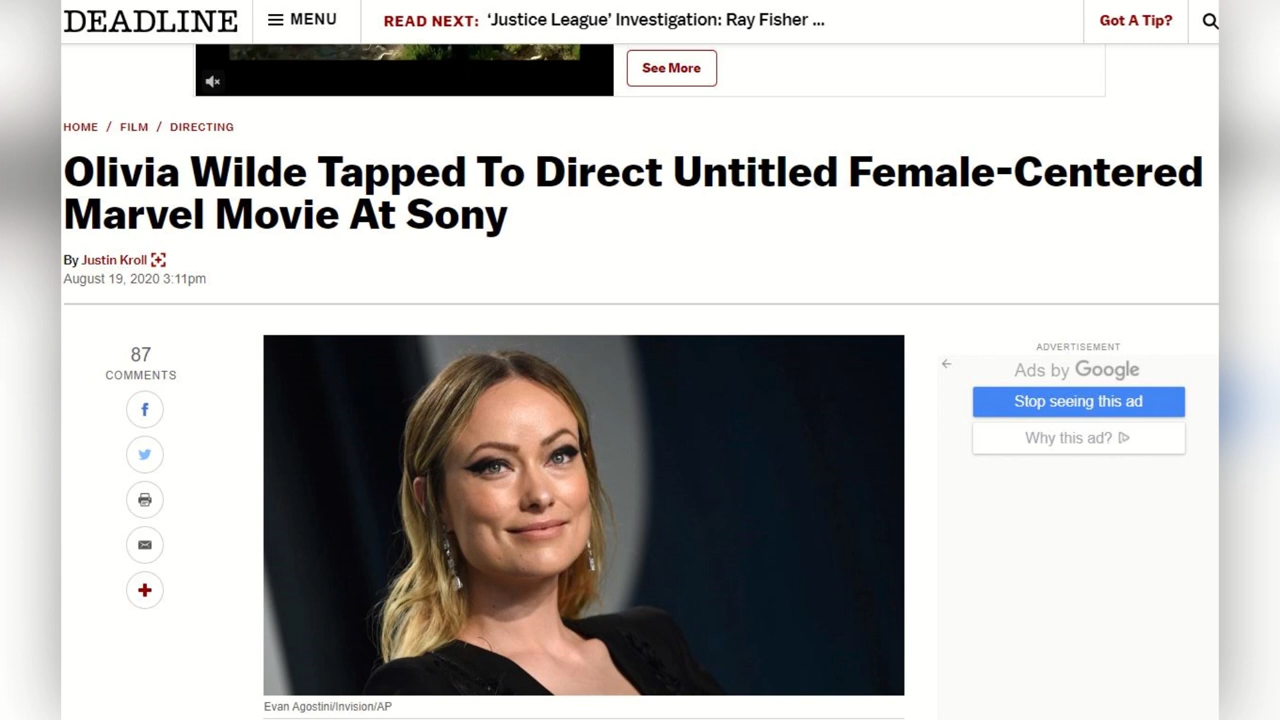 DEADLINE
MENU
READ NEXT: ‘Justice League’ Investigation: Ray Fisher ...
Got A Tip?
See More
HOME / FILM / DIRECTING
Olivia Wilde Tapped To Direct Untitled Female-Centered
Marvel Movie At Sony
By Justin Kroll
August 19, 2020 3:11pm
87
COMMENTS
f
ADVERTISEMENT
Ads by Google
Stop seeing this ad
Why this ad?
Evan Agostini/Invision/AP